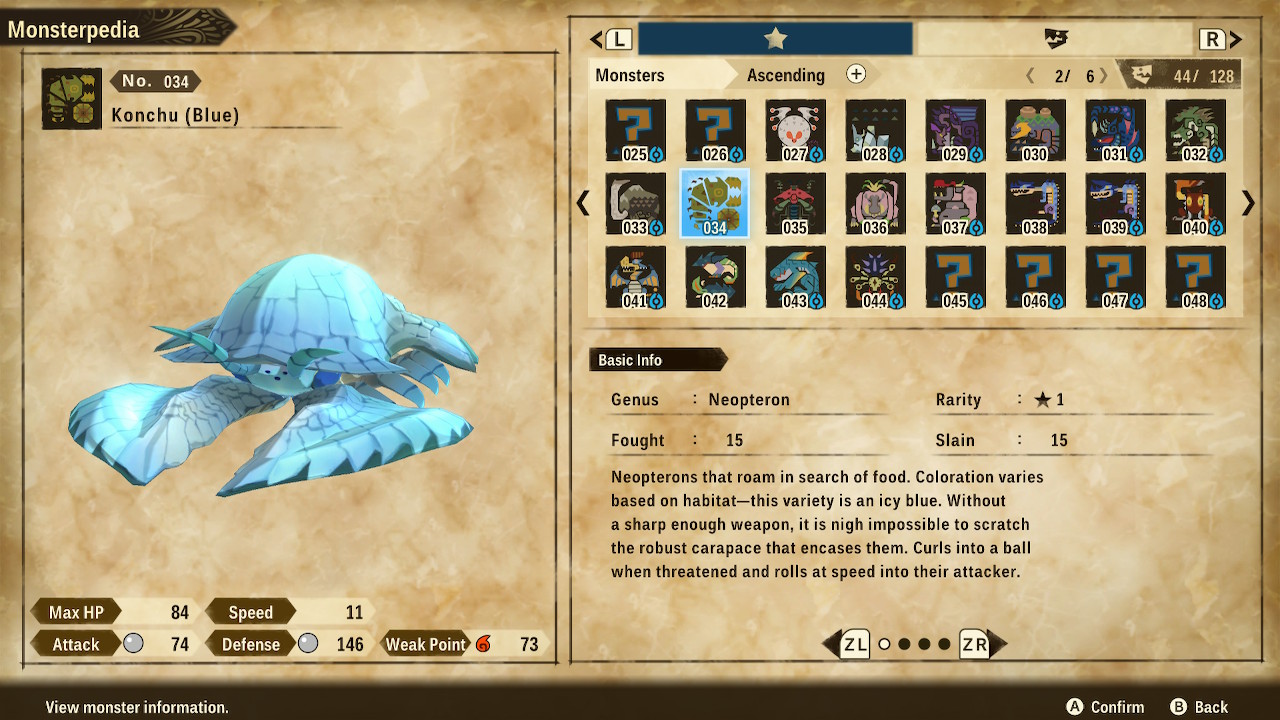 Monsterpedia
No. 034
Konchu (Blue)
L
R
Monsters
Ascending
2/ 6
44/ 128
025 026 027 028 029 030 031 032
033 034 035 036 037 038 039 040
041 042 043 044 045 046 047 048
Basic Info
Genus : Neopteron
Rarity : ★ 1
Fought : 15
Slain : 15
Neopterons that roam in search of food. Coloration varies
based on habitat—this variety is an icy blue. Without
a sharp enough weapon, it is nigh impossible to scratch
the robust carapace that encases them. Curls into a ball
when threatened and rolls at speed into their attacker.
Max HP 84
Speed 11
Attack 74
Defense 146
Weak Point 73
ZL
ZR
View monster information.
A Confirm
B Back